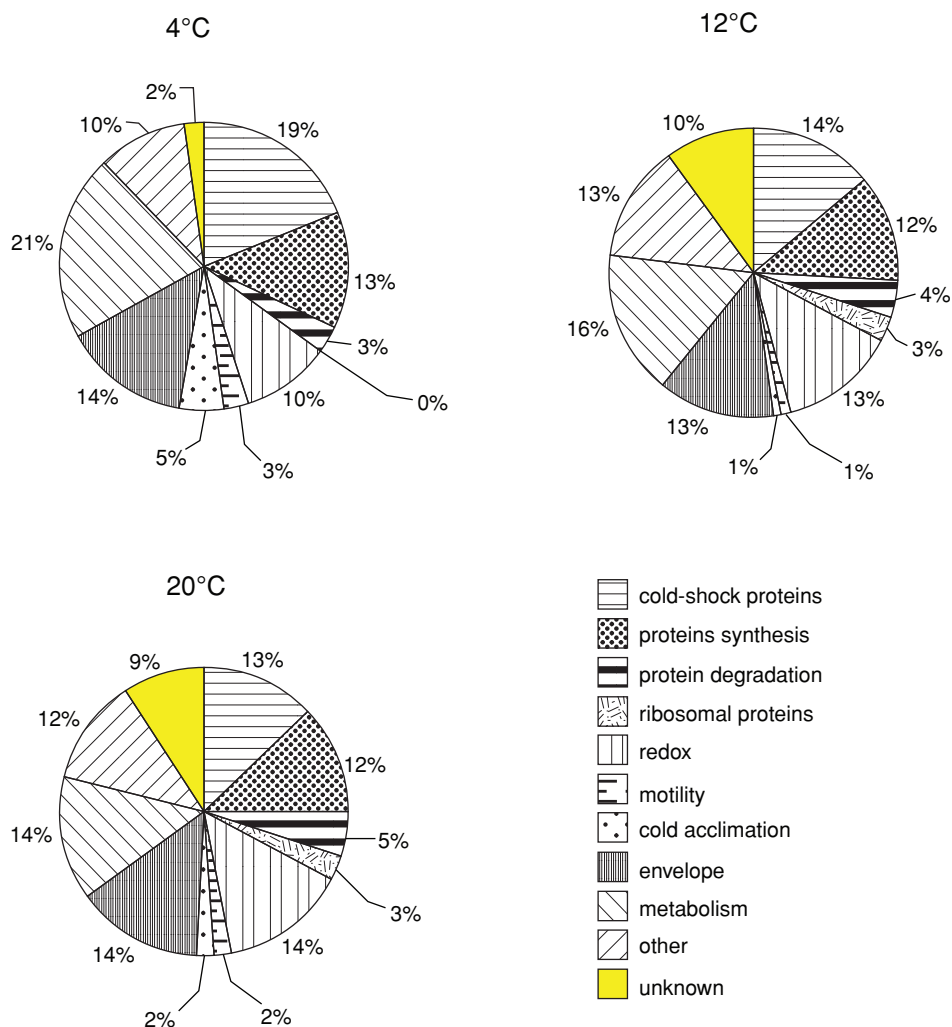 4°C
2%
19%
10%
21%
13%
3%
0%
10%
14%
5%
3%
12°C
10%
14%
13%
12%
4%
16%
3%
13%
13%
1%
1%
20°C
9%
13%
12%
12%
14%
5%
3%
14%
14%
2%
2%
cold-shock proteins
proteins synthesis
protein degradation
ribosomal proteins
redox
motility
cold acclimation
envelope
metabolism
other
unknown